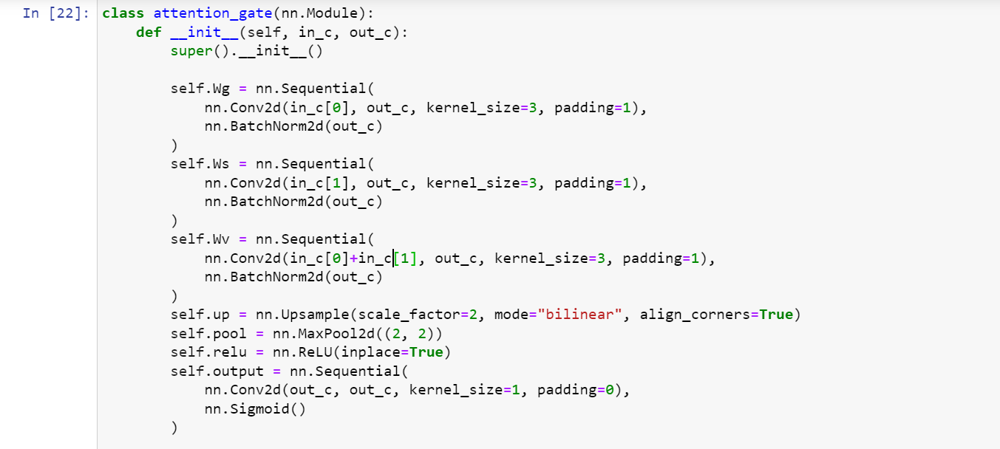 In [22]: class attention_gate(nn.Module):
    def __init__(self, in_c, out_c):
        super().__init__()

        self.Wg = nn.Sequential(
            nn.Conv2d(in_c[0], out_c, kernel_size=3, padding=1),
            nn.BatchNorm2d(out_c)
        )
        self.Ws = nn.Sequential(
            nn.Conv2d(in_c[1], out_c, kernel_size=3, padding=1),
            nn.BatchNorm2d(out_c)
        )
        self.Wv = nn.Sequential(
            nn.Conv2d(in_c[0]+in_c[1], out_c, kernel_size=3, padding=1),
            nn.BatchNorm2d(out_c)
        )
        self.up = nn.Upsample(scale_factor=2, mode="bilinear", align_corners=True)
        self.pool = nn.MaxPool2d((2, 2))
        self.relu = nn.ReLU(inplace=True)
        self.output = nn.Sequential(
            nn.Conv2d(out_c, out_c, kernel_size=1, padding=0),
            nn.Sigmoid()
        )